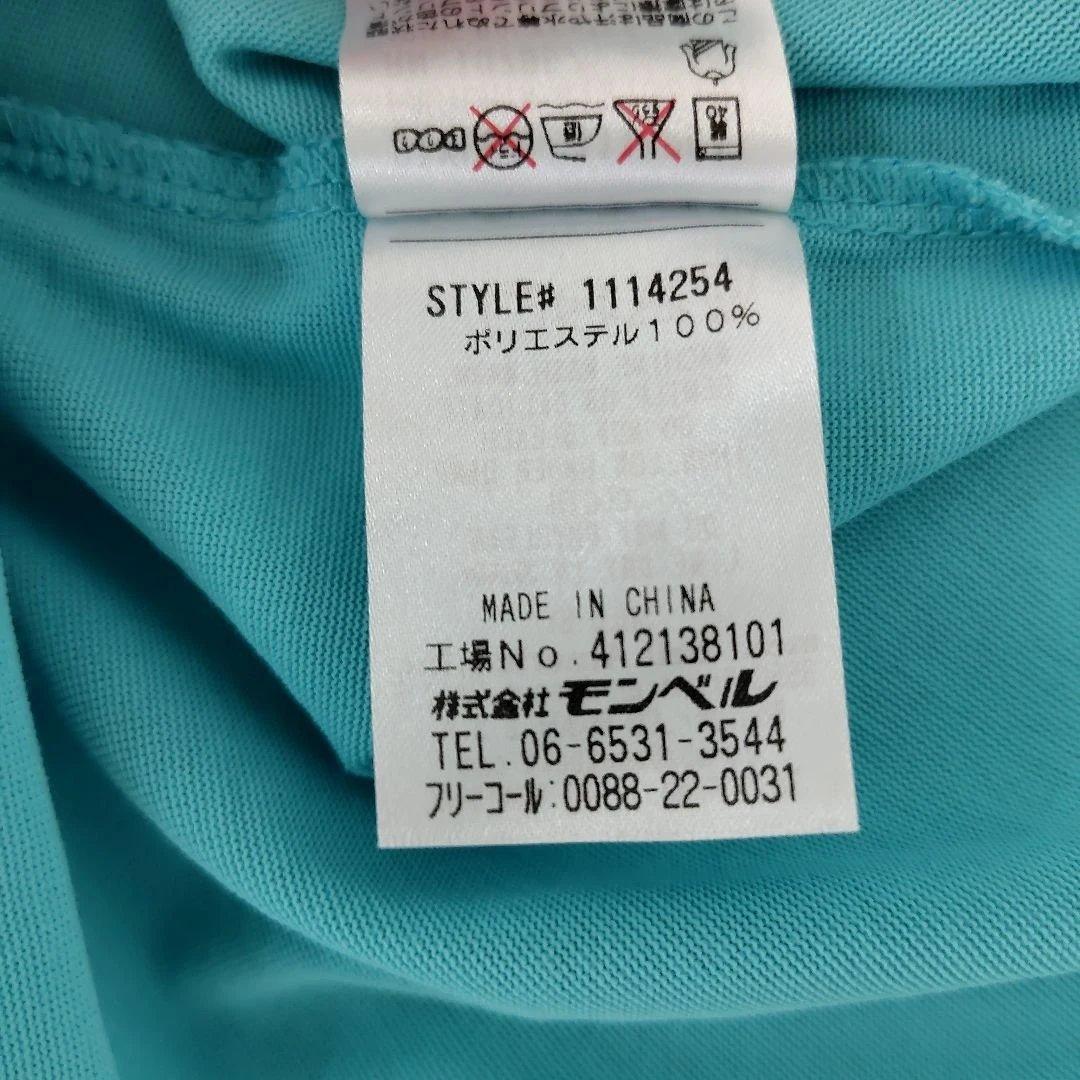 STYLE# 1114254
ポリエステル100%
MADE IN CHINA
工場No.412138101
株式会社モンベル
TEL.06-6531-3544
フリーコール:0088-22-0031